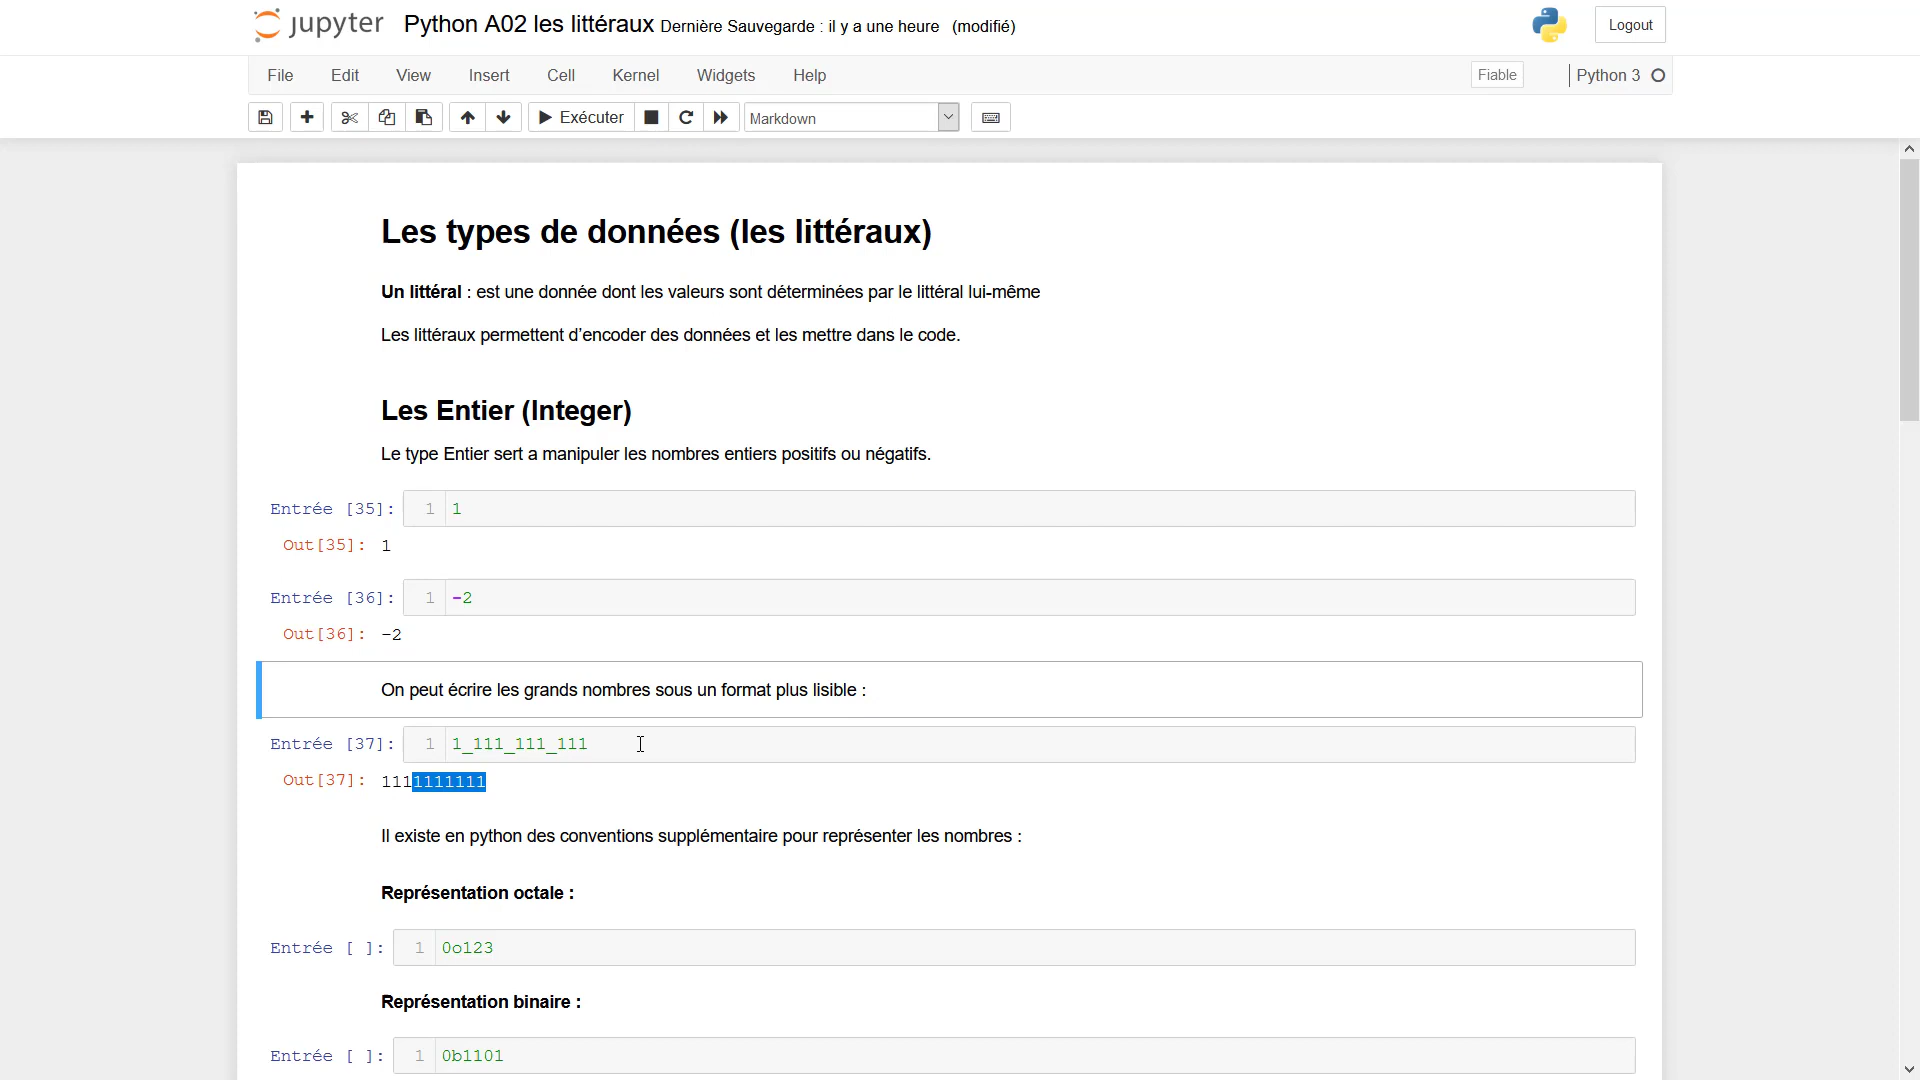 jupyter Python A02 les littéraux Dernière Sauvegarde : il y a une heure (modifié) Logout
File Edit View Insert Cell Kernel Widgets Help Fiable Python 3
Exécuter Markdown
Les types de données (les littéraux)
Un littéral : est une donnée dont les valeurs sont déterminées par le littéral lui-même
Les littéraux permettent d’encoder des données et les mettre dans le code.
Les Entier (Integer)
Le type Entier sert a manipuler les nombres entiers positifs ou négatifs.
Entrée [35]: 1 1
Out[35]: 1
Entrée [36]: 1 -2
Out[36]: -2
On peut écrire les grands nombres sous un format plus lisible :
Entrée [37]: 1 1_111_111_111
Out[37]: 1111111111
Il existe en python des conventions supplémentaire pour représenter les nombres :
Représentation octale :
Entrée [ ]: 1 0o123
Représentation binaire :
Entrée [ ]: 1 0b1101